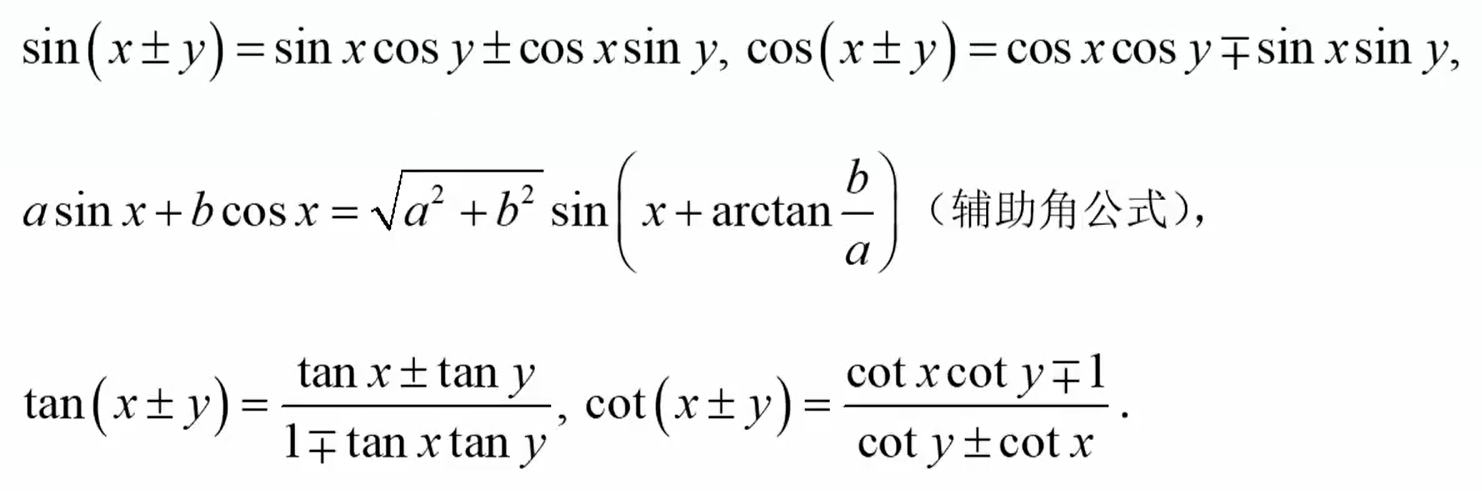 sin(x ± y) = sin x cos y ± cos x sin y, cos(x ± y) = cos x cos y ∓ sin x sin y,
a sin x + b cos x = √(a² + b²) sin(x + arctan b/a)（辅助角公式）,
tan(x ± y) = (tan x ± tan y)/(1 ∓ tan x tan y), cot(x ± y) = (cot x cot y ∓ 1)/(cot y ± cot x).